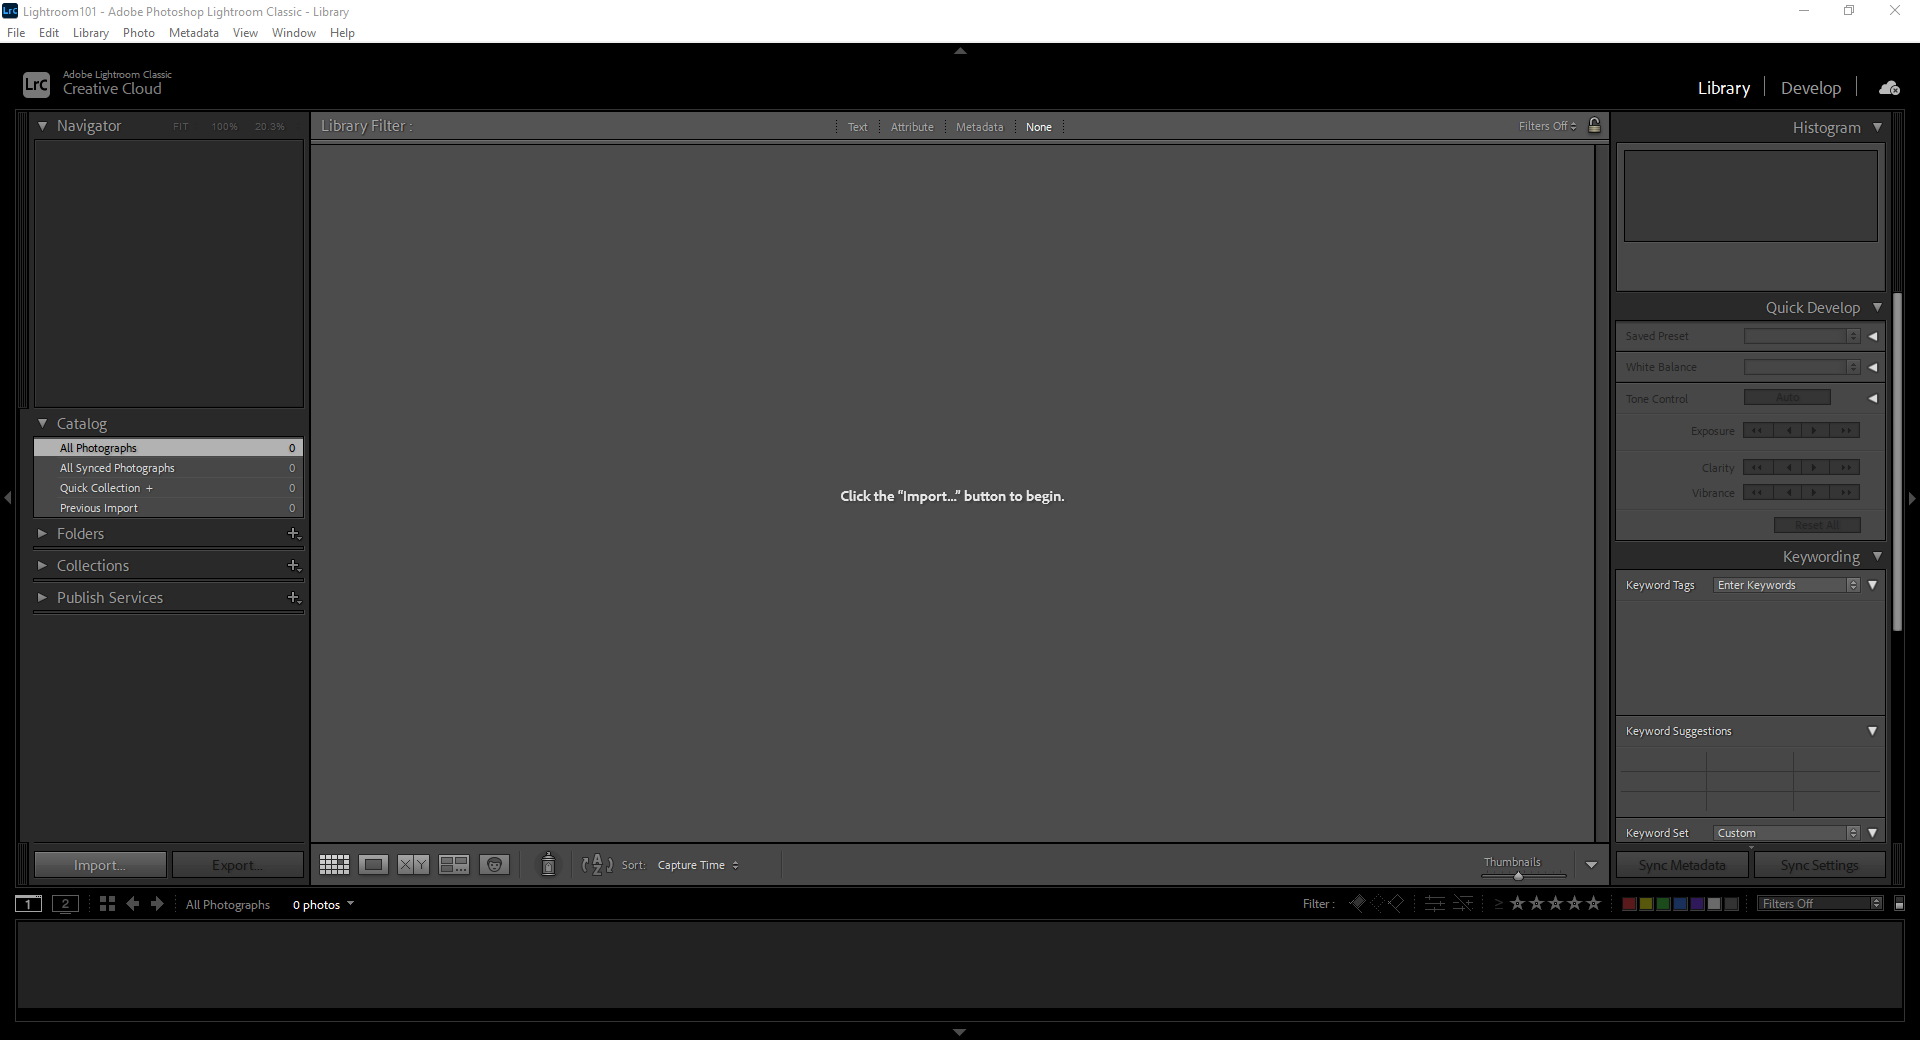 Lrc Lightroom101 - Adobe Photoshop Lightroom Classic - Library
File Edit Library Photo Metadata View Window Help
LrC
Adobe Lightroom Classic
Creative Cloud
Library Develop
Navigator FIT 100% 20.3%
Library Filter : Text Attribute Metadata None Filters Off
Histogram
Quick Develop
Saved Preset
White Balance
Tone Control Auto
Exposure
Clarity
Vibrance
Reset All
Catalog
All Photographs 0
All Synced Photographs 0
Quick Collection + 0
Previous Import 0
Folders
Collections
Publish Services
Click the “Import...” button to begin.
Keywording
Keyword Tags Enter Keywords
Keyword Suggestions
Keyword Set Custom
Import... Export...
XY
AZ Sort: Capture Time
Thumbnails
Sync Metadata Sync Settings
1 2 All Photographs 0 photos
Filter : ≥ Filters Off